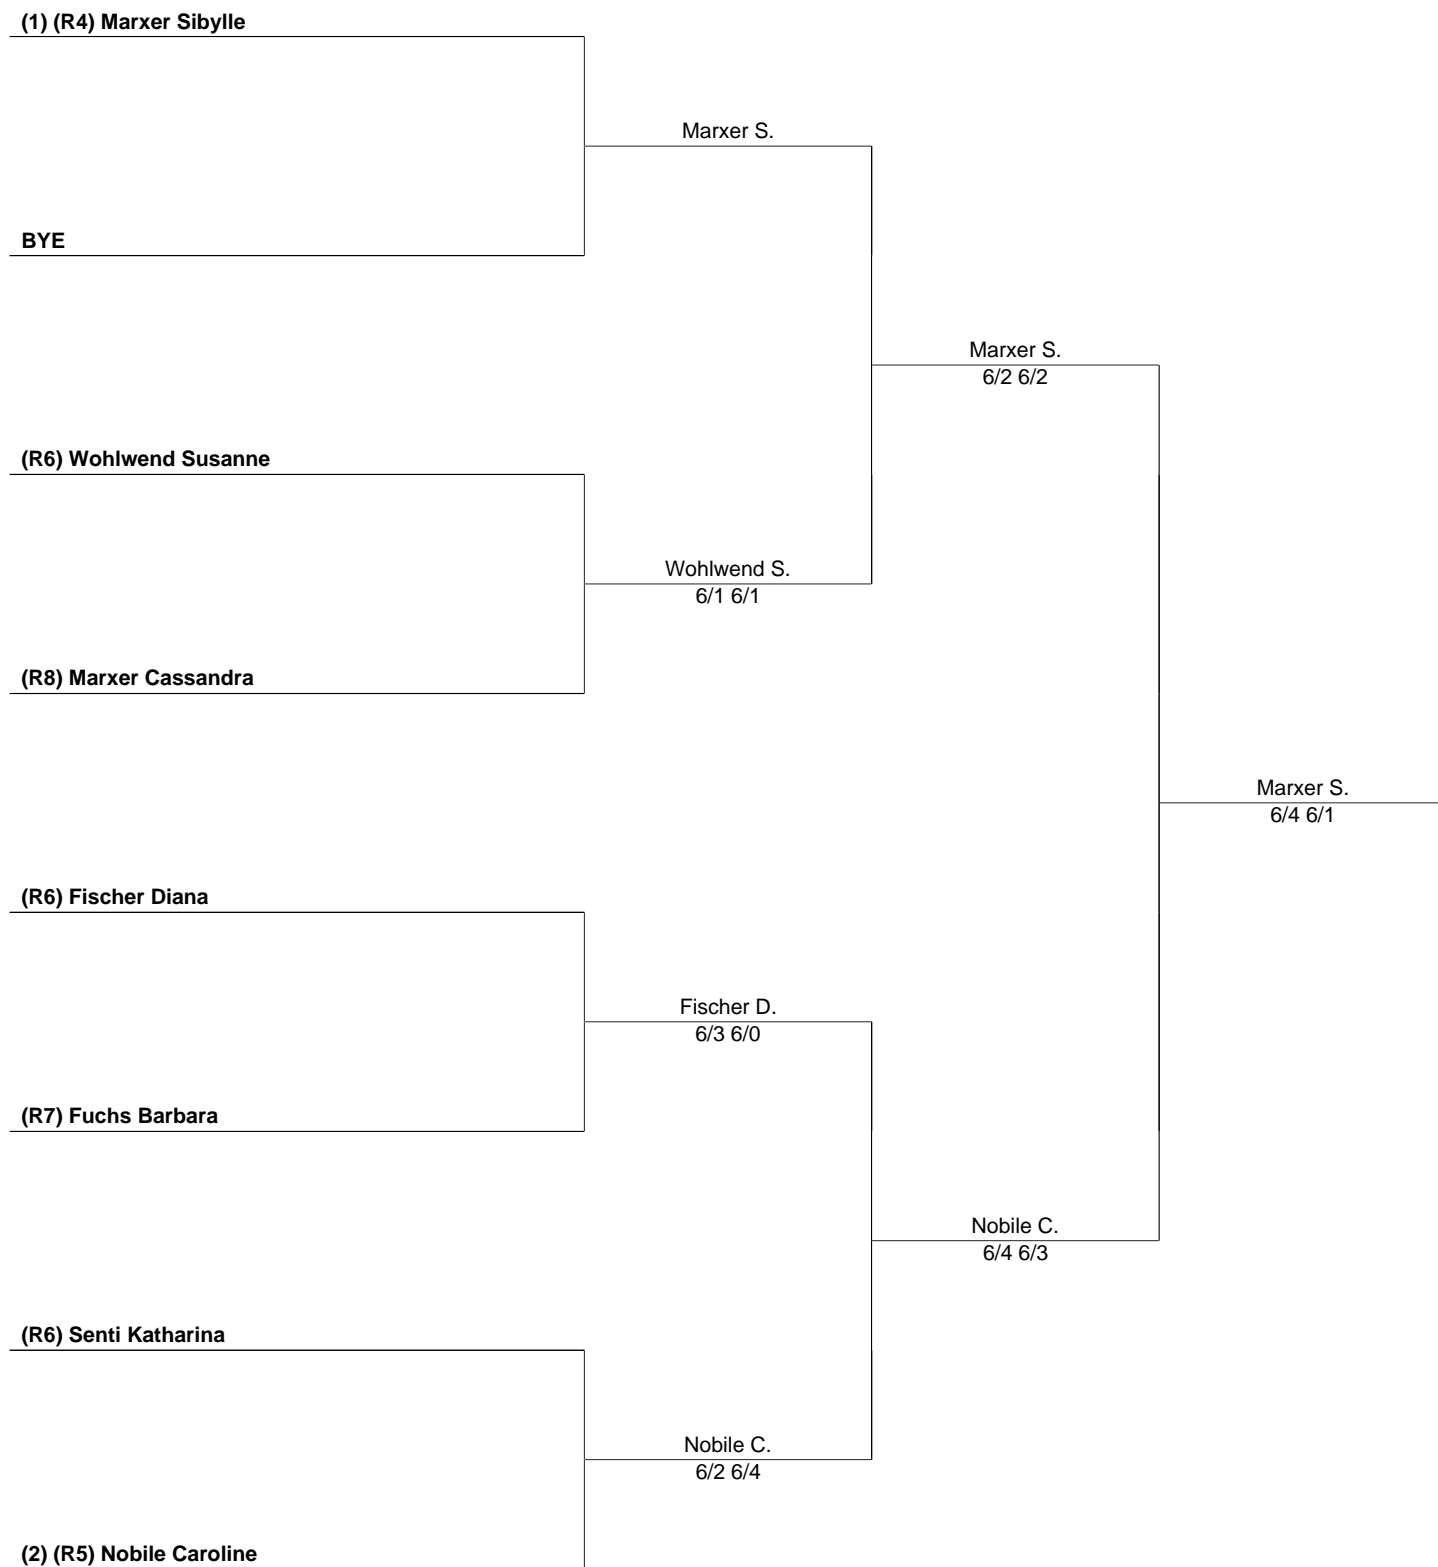 (1) (R4) Marxer Sibylle
Marxer S.
BYE
Marxer S.
6/2 6/2
(R6) Wohlwend Susanne
Wohlwend S.
6/1 6/1
(R8) Marxer Cassandra
Marxer S.
6/4 6/1
(R6) Fischer Diana
Fischer D.
6/3 6/0
(R7) Fuchs Barbara
Nobile C.
6/4 6/3
(R6) Senti Katharina
Nobile C.
6/2 6/4
(2) (R5) Nobile Caroline